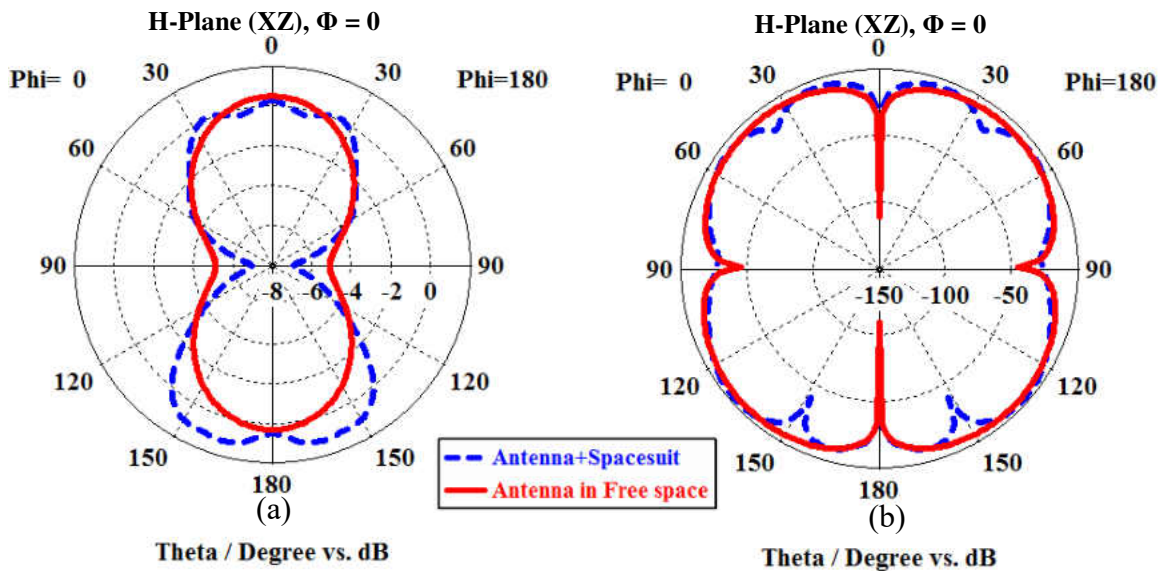 H-Plane (XZ), Φ = 0
0
30
30
Phi= 0
Phi=180
60
60
90
90
-8
-6
-4
-2
0
120
120
150
150
180
(a)
Theta / Degree vs. dB
H-Plane (XZ), Φ = 0
0
30
30
Phi= 0
Phi=180
60
60
90
90
-150
-100
-50
120
120
150
150
180
(b)
Theta / Degree vs. dB
Antenna+Spacesuit
Antenna in Free space